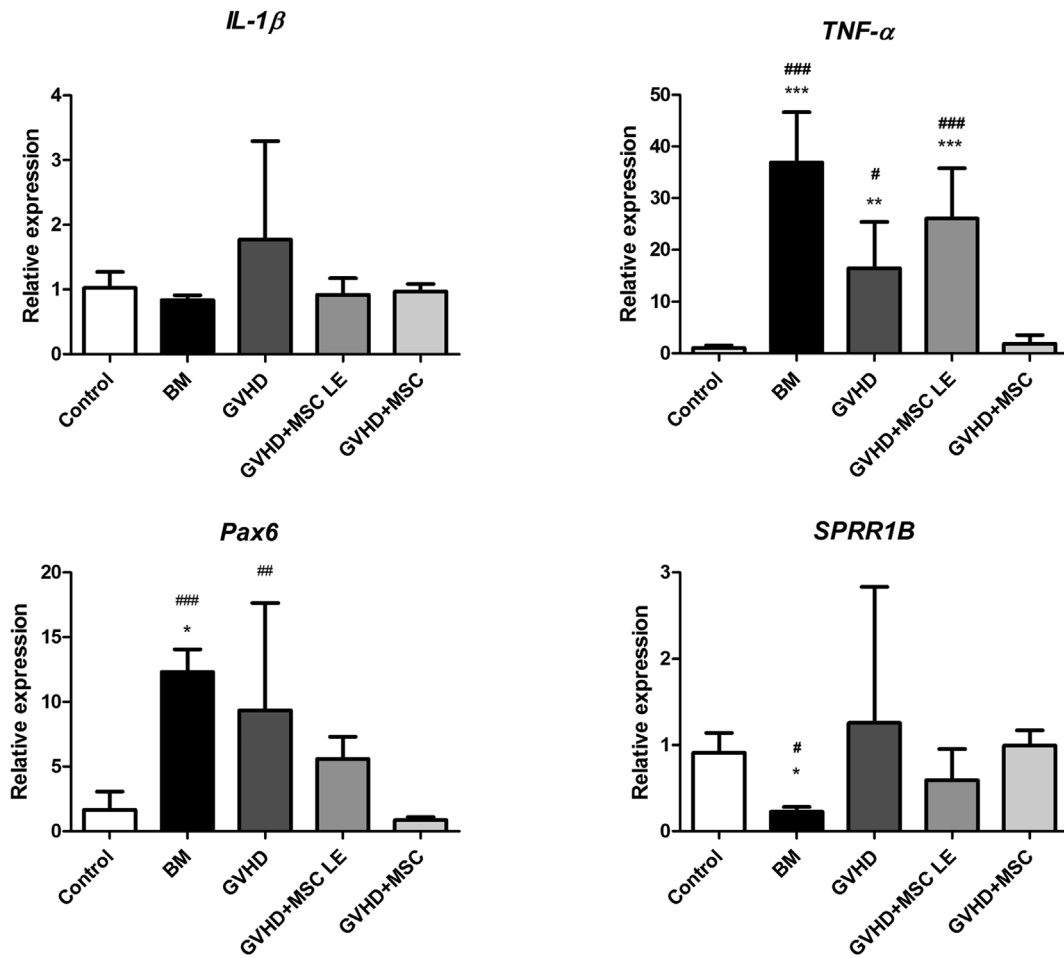 IL-1β
Relative expression
4
3
2
1
0
Control
BM
GVHD
GVHD+MSC LE
GVHD+MSC
TNF-α
Relative expression
50
40
30
20
10
0
###
***
#
**
###
***
Control
BM
GVHD
GVHD+MSC LE
GVHD+MSC
Pax6
Relative expression
20
15
10
5
0
###
*
##
Control
BM
GVHD
GVHD+MSC LE
GVHD+MSC
SPRR1B
Relative expression
3
2
1
0
#
*
Control
BM
GVHD
GVHD+MSC LE
GVHD+MSC